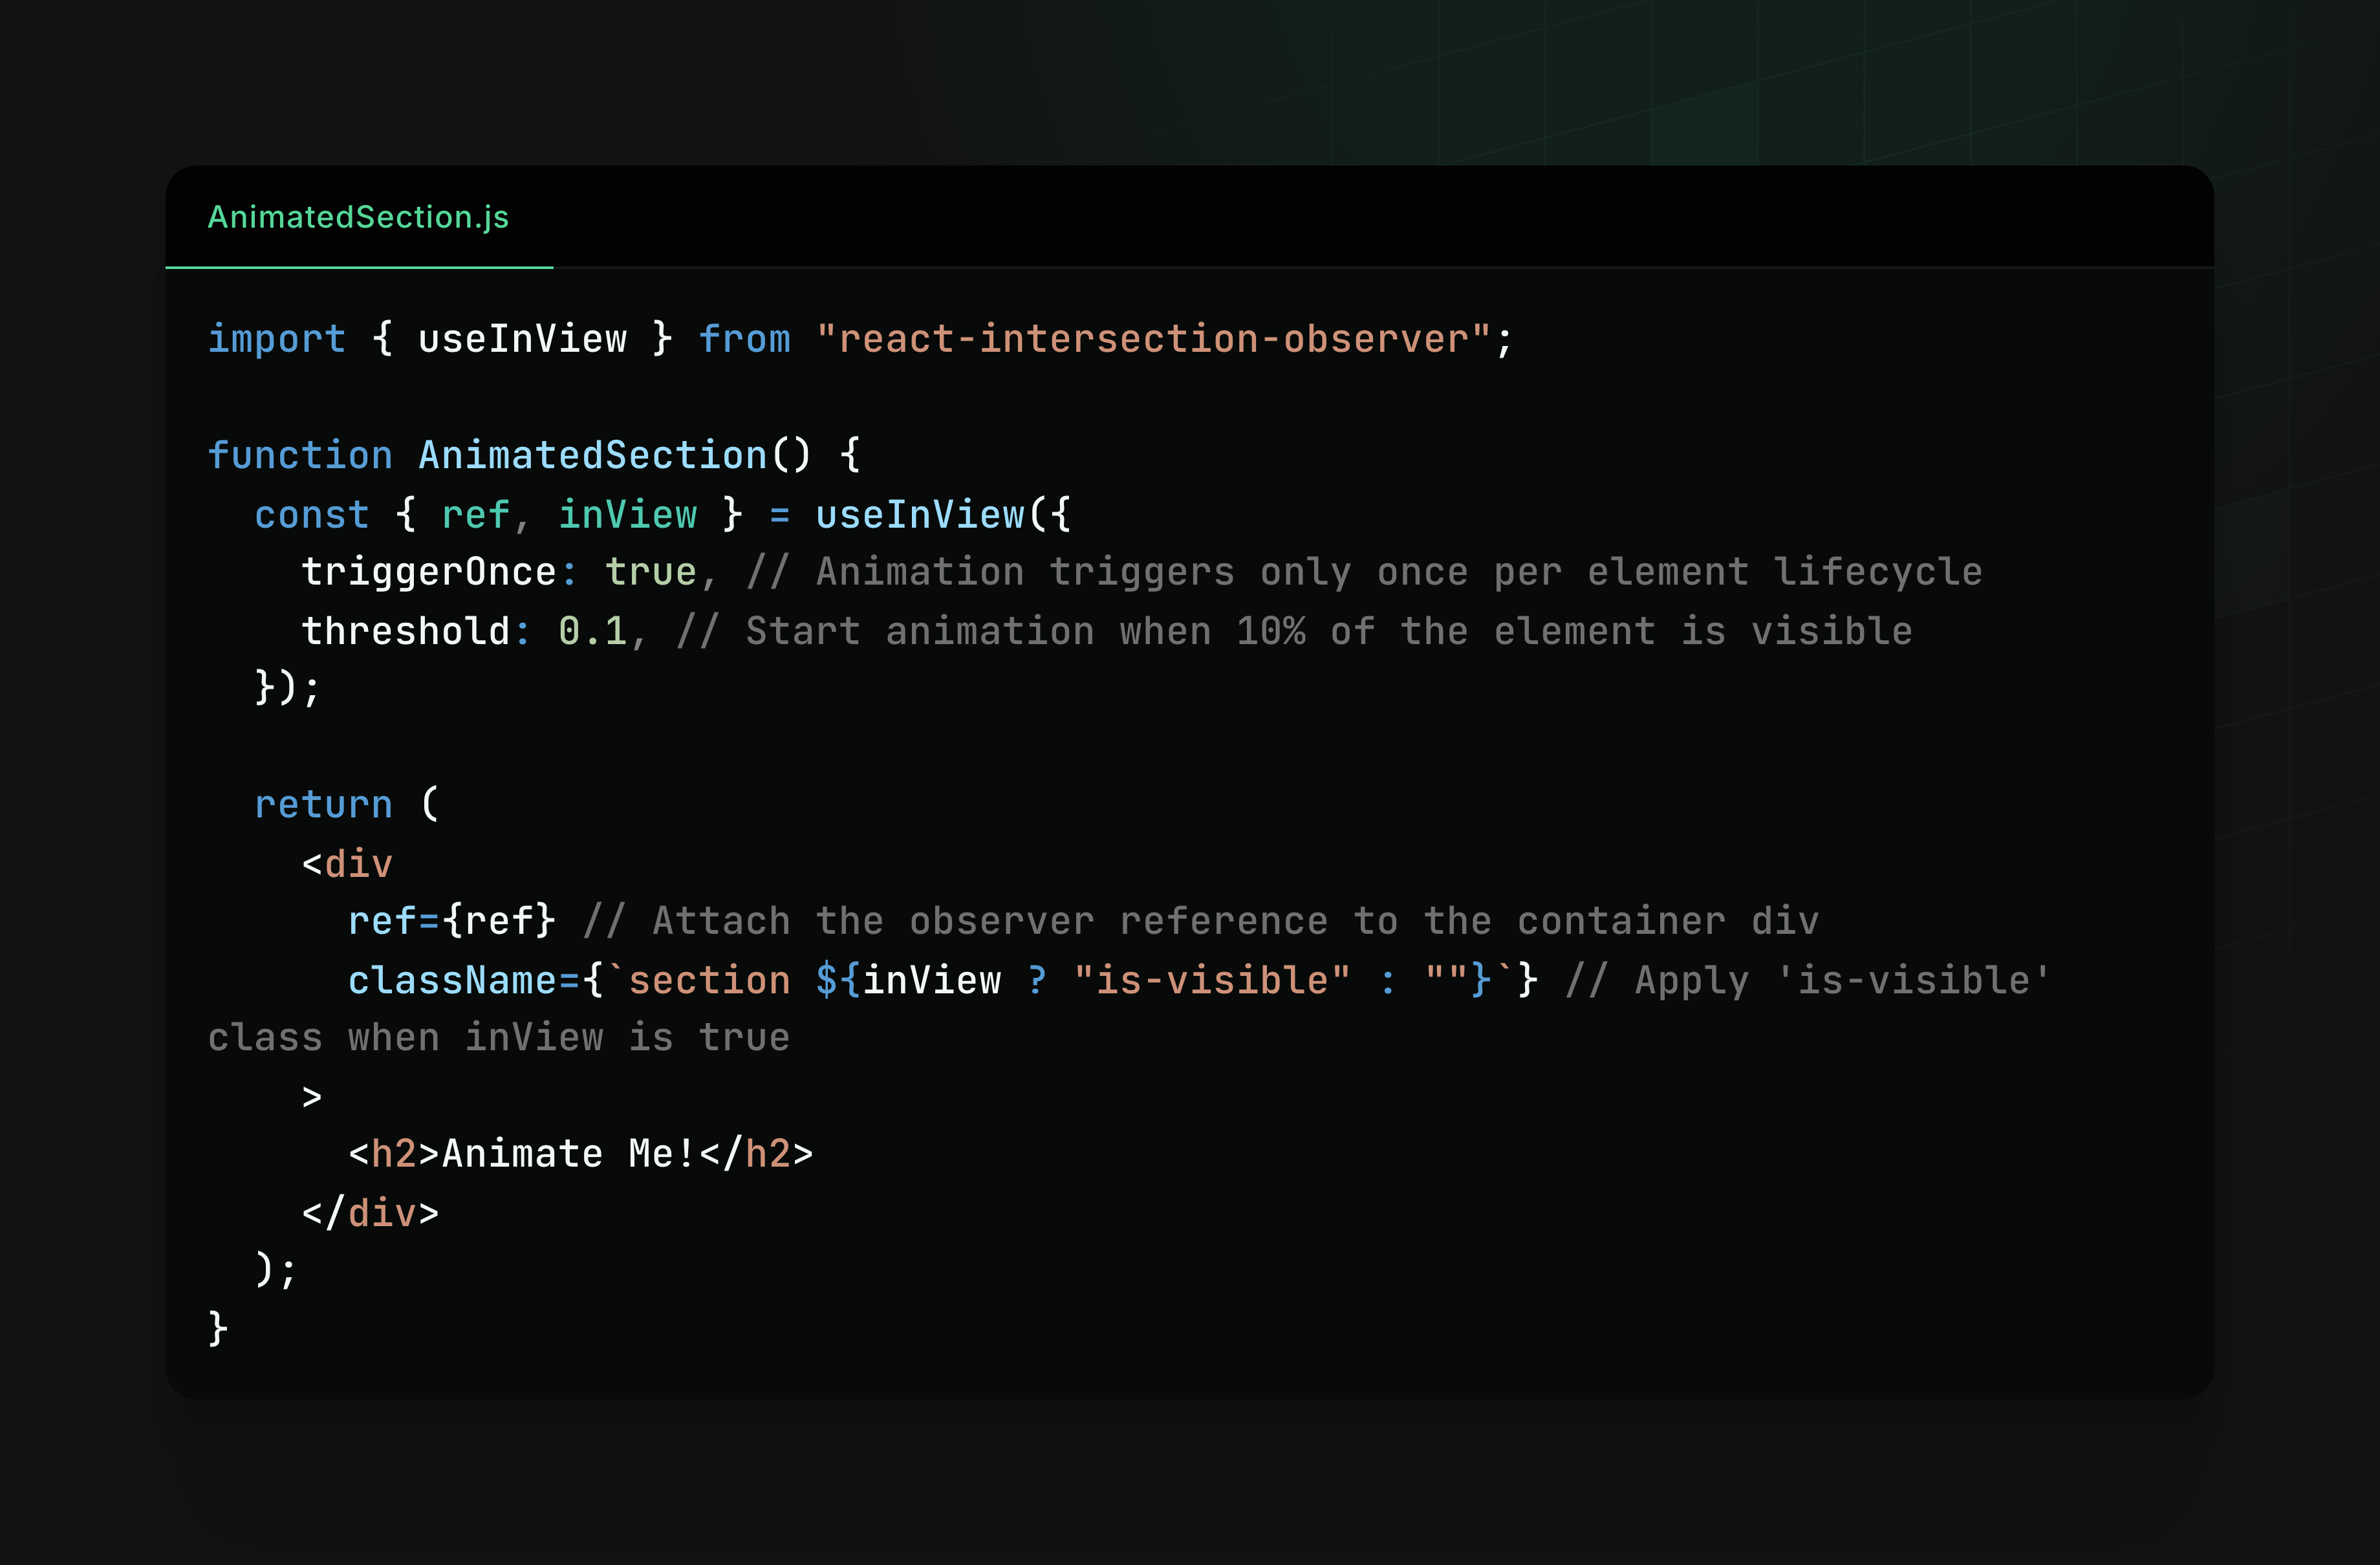 AnimatedSection.js
import { useInView } from "react-intersection-observer";
function AnimatedSection() {
  const { ref, inView } = useInView({
    triggerOnce: true, // Animation triggers only once per element lifecycle
    threshold: 0.1, // Start animation when 10% of the element is visible
  });
  return (
    <div
      ref={ref} // Attach the observer reference to the container div
      className={`section ${inView ? "is-visible" : ""}`} // Apply 'is-visible'
class when inView is true
    >
      <h2>Animate Me!</h2>
    </div>
  );
}